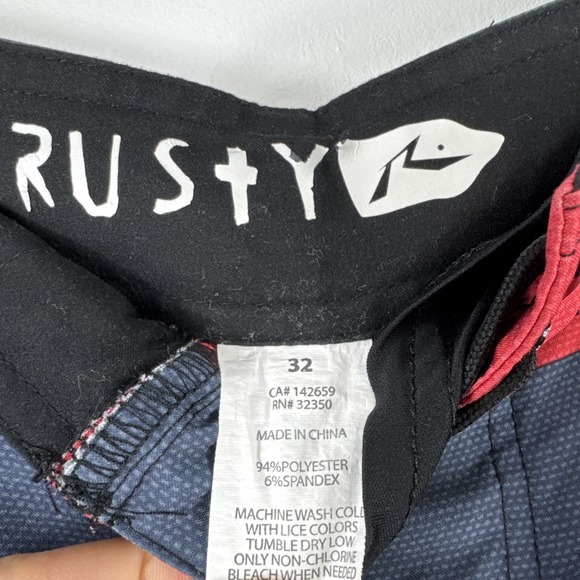 RUStY
32
CA# 142659
RN# 32350
MADE IN CHINA
94%POLYESTER
6%SPANDEX
MACHINE WASH COLD
WITH LICE COLORS
TUMBLE DRY LOW
ONLY NON-CHLORINE
BLEACH WHEN NEEDED